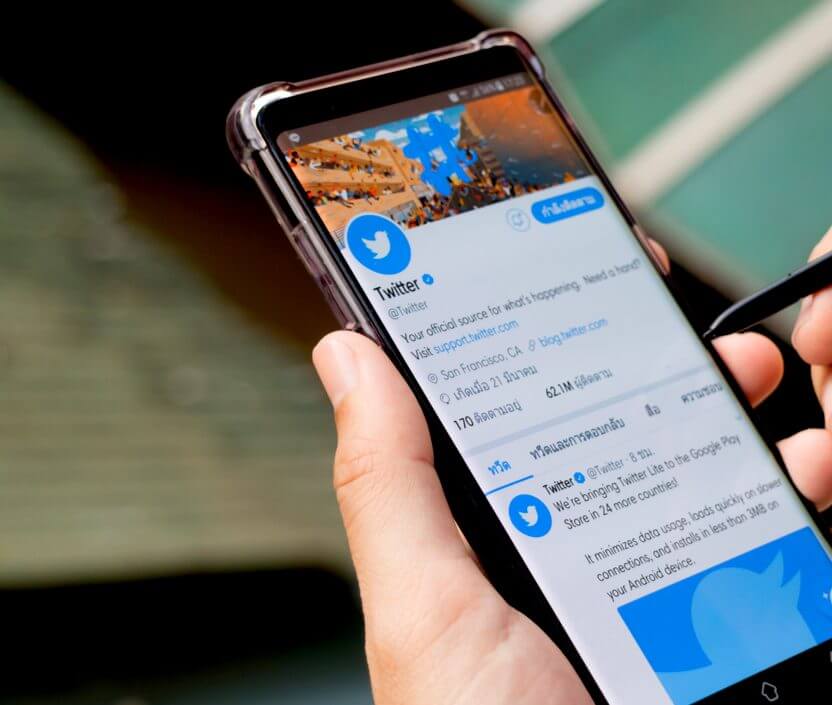 กำลังติดตาม
Twitter
@Twitter
Your official source for what's happening. Need a hand?
Visit support.twitter.com
San Francisco, CA blog.twitter.com
เกิดเมื่อ 21 มีนาคม
170 ติดตามอยู่ 62.1M ผู้ติดตาม
ทวีต ทวีตและการตอบกลับ สื่อ ความชอบ
Twitter @Twitter · 8 ชม.
We're bringing Twitter Lite to the Google Play
Store in 24 more countries!
It minimizes data usage, loads quickly on slower
connections, and installs in less than 3MB on
your Android device.